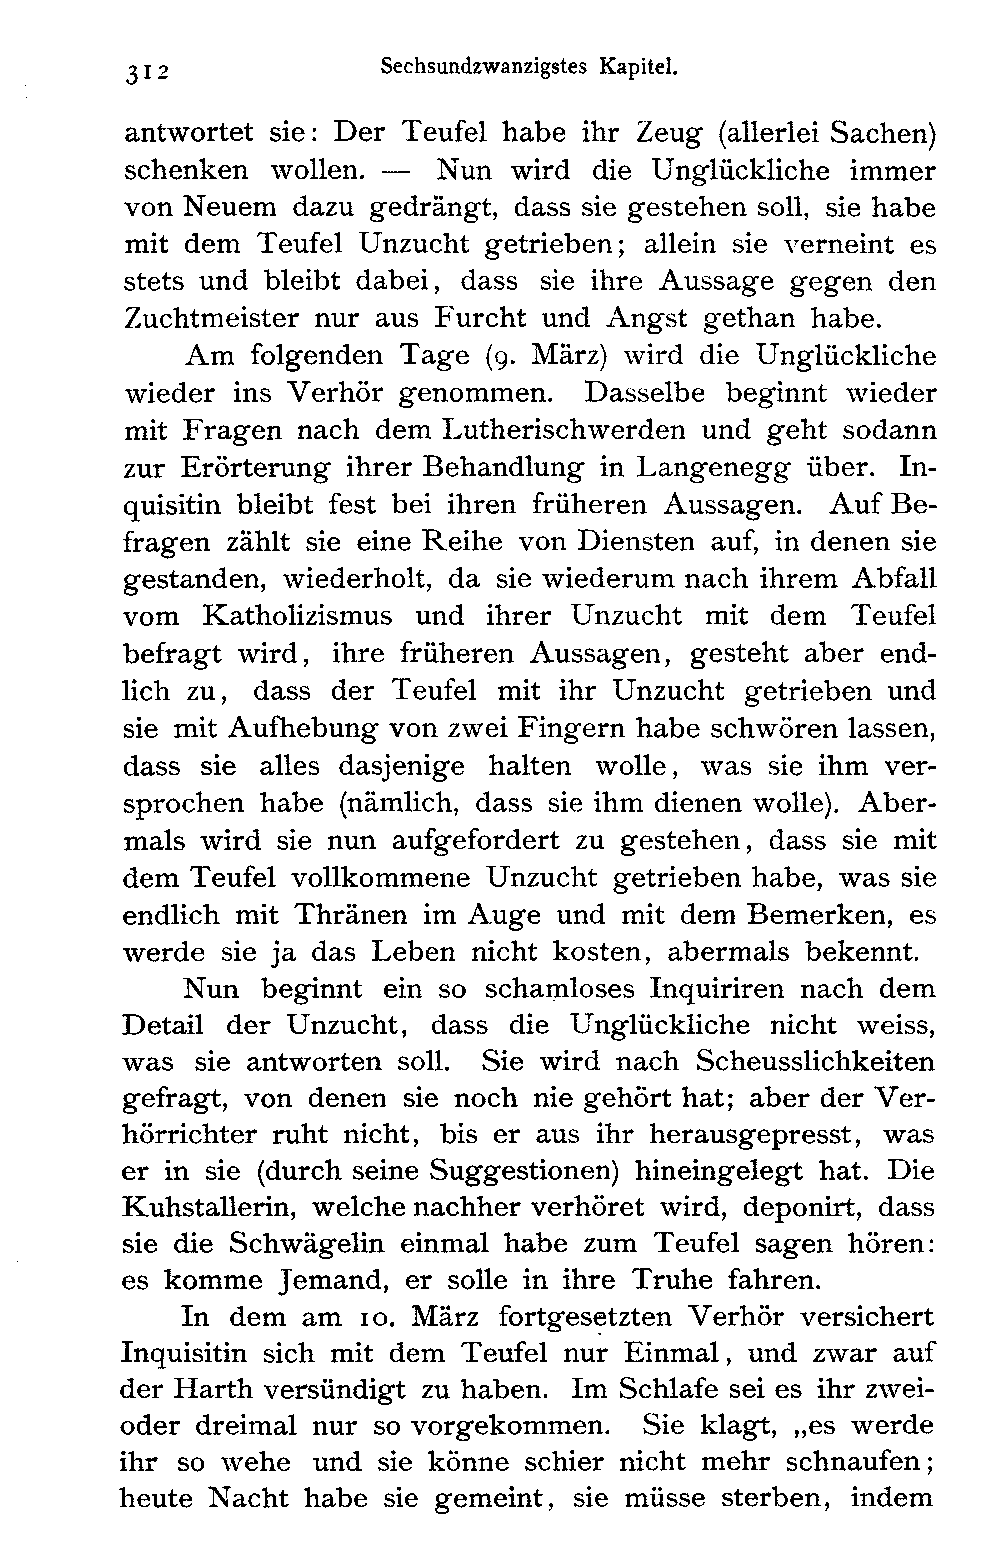 312 Sechsundzwanzigstes Kapitel.
antwortet sie: Der Teufel habe ihr Zeug (allerlei Sachen)
schenken wollen. — Nun wird die Unglückliche immer
von Neuem dazu gedrängt, dass sie gestehen soll, sie habe
mit dem Teufel Unzucht getrieben; allein sie verneint es
stets und bleibt dabei, dass sie ihre Aussage gegen den
Zuchtmeister nur aus Furcht und Angst gethan habe.
Am folgenden Tage (9. März) wird die Unglückliche
wieder ins Verhör genommen. Dasselbe beginnt wieder
mit Fragen nach dem Lutherischwerden und geht sodann
zur Erörterung ihrer Behandlung in Langenegg über. In-
quisitin bleibt fest bei ihren früheren Aussagen. Auf Be-
fragen zählt sie eine Reihe von Diensten auf, in denen sie
gestanden, wiederholt, da sie wiederum nach ihrem Abfall
vom Katholizismus und ihrer Unzucht mit dem Teufel
befragt wird, ihre früheren Aussagen, gesteht aber end-
lich zu, dass der Teufel mit ihr Unzucht getrieben und
sie mit Aufhebung von zwei Fingern habe schwören lassen,
dass sie alles dasjenige halten wolle, was sie ihm ver-
sprochen habe (nämlich, dass sie ihm dienen wolle). Aber-
mals wird sie nun aufgefordert zu gestehen, dass sie mit
dem Teufel vollkommene Unzucht getrieben habe, was sie
endlich mit Thränen im Auge und mit dem Bemerken, es
werde sie ja das Leben nicht kosten, abermals bekennt.
Nun beginnt ein so schamloses Inquiriren nach dem
Detail der Unzucht, dass die Unglückliche nicht weiss,
was sie antworten soll. Sie wird nach Scheusslichkeiten
gefragt, von denen sie noch nie gehört hat; aber der Ver-
hörrichter ruht nicht, bis er aus ihr herausgepresst, was
er in sie (durch seine Suggestionen) hineingelegt hat. Die
Kuhstallerin, welche nachher verhöret wird, deponirt, dass
sie die Schwägelin einmal habe zum Teufel sagen hören:
es komme Jemand, er solle in ihre Truhe fahren.
In dem am 10. März fortgesetzten Verhör versichert
Inquisitin sich mit dem Teufel nur Einmal, und zwar auf
der Harth versündigt zu haben. Im Schlafe sei es ihr zwei-
oder dreimal nur so vorgekommen. Sie klagt, „es werde
ihr so wehe und sie könne schier nicht mehr schnaufen;
heute Nacht habe sie gemeint, sie müsse sterben, indem